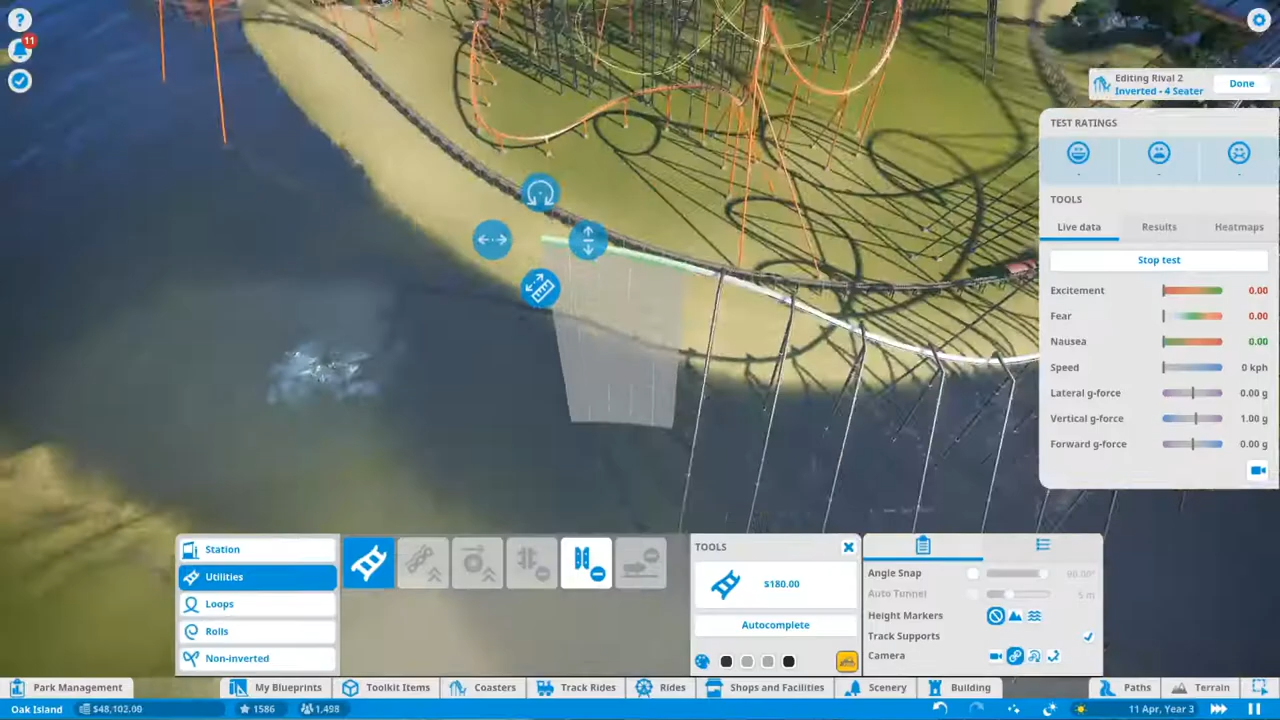 ?
11
Editing Rival 2
Inverted - 4 Seater
Done
TEST RATINGS
- - -
TOOLS
Live data Results Heatmaps
Stop test
Excitement 0.00
Fear 0.00
Nausea 0.00
Speed 0 kph
Lateral g-force 0.00 g
Vertical g-force 1.00 g
Forward g-force 0.00 g
Station
Utilities
Loops
Rolls
Non-inverted
TOOLS
$180.00
Autocomplete
Angle Snap 90.00°
Auto Tunnel 5 m
Height Markers
Track Supports
Camera
Park Management My Blueprints Toolkit Items Coasters Track Rides Rides Shops and Facilities Scenery Building Paths Terrain
Oak Island $48,102.00 1586 1,498 11 Apr, Year 3